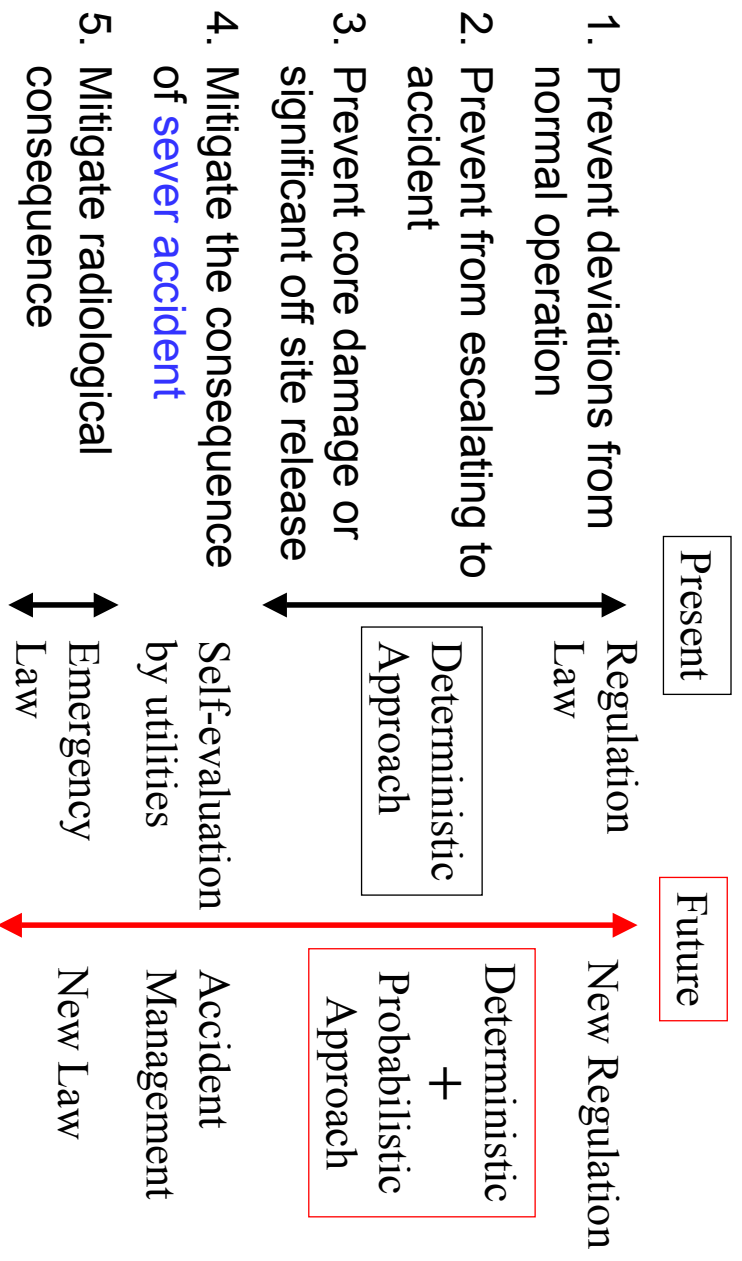 Present
Future
1. Prevent deviations from
normal operation
2. Prevent from escalating to
accident
3. Prevent core damage or
significant off site release
4. Mitigate the consequence
of sever accident
5. Mitigate radiological
consequence
Regulation
Law
Deterministic
Approach
Self-evaluation
by utilities
Emergency
Law
New Regulation
Deterministic
+
Probabilistic
Approach
Accident
Management
New Law